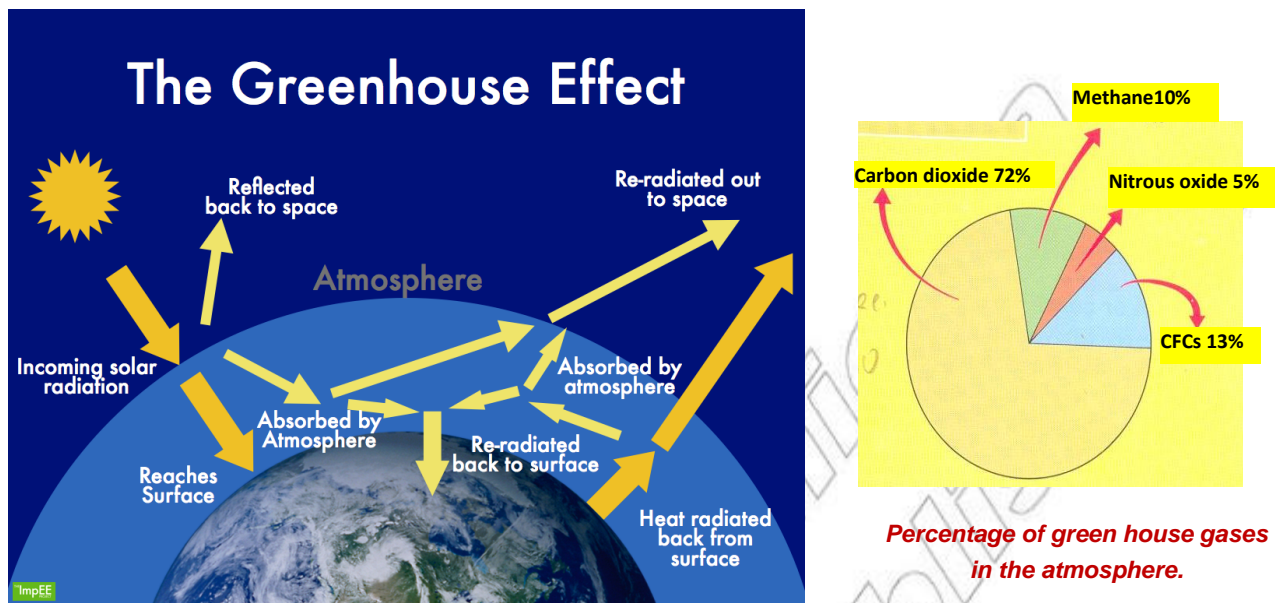 The Greenhouse Effect
Reflected
back to space
Re-radiated out
to space
Atmosphere
Incoming solar
radiation
Absorbed by
Atmosphere
Absorbed by
atmosphere
Reaches
Surface
Re-radiated
back to surface
Heat radiated
back from
surface
ImpEE
Methane10%
Carbon dioxide 72%
Nitrous oxide 5%
CFCs 13%
Percentage of green house gases
in the atmosphere.